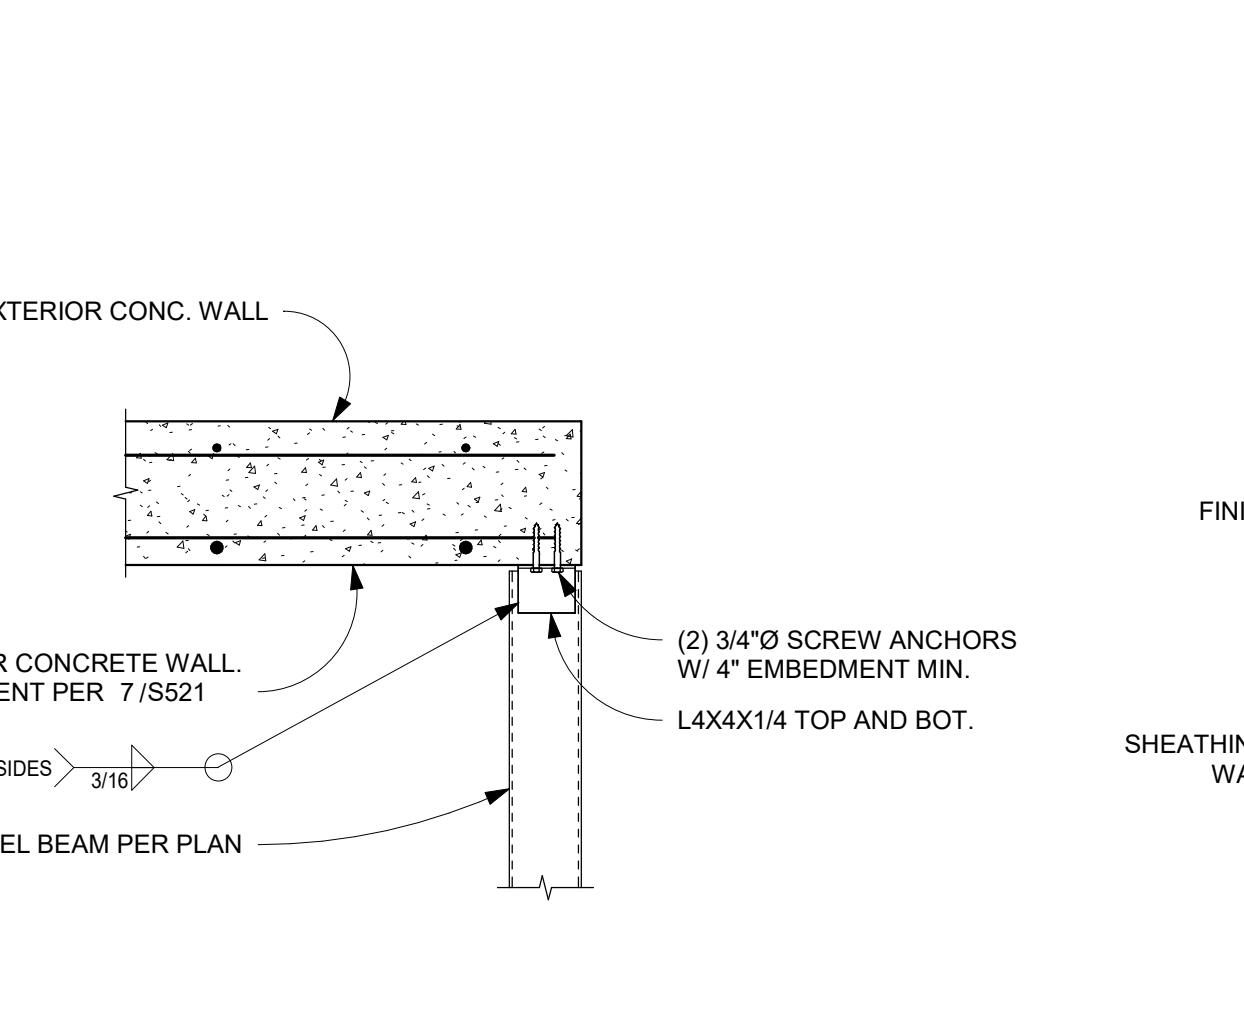 XTERIOR CONC. WALL
R CONCRETE WALL.
ENT PER 7/S521
SIDES
3/16
EL BEAM PER PLAN
(2) 3/4"Ø SCREW ANCHORS
W/ 4" EMBEDMENT MIN.
L4X4X1/4 TOP AND BOT.
FINI
SHEATHIN
WA